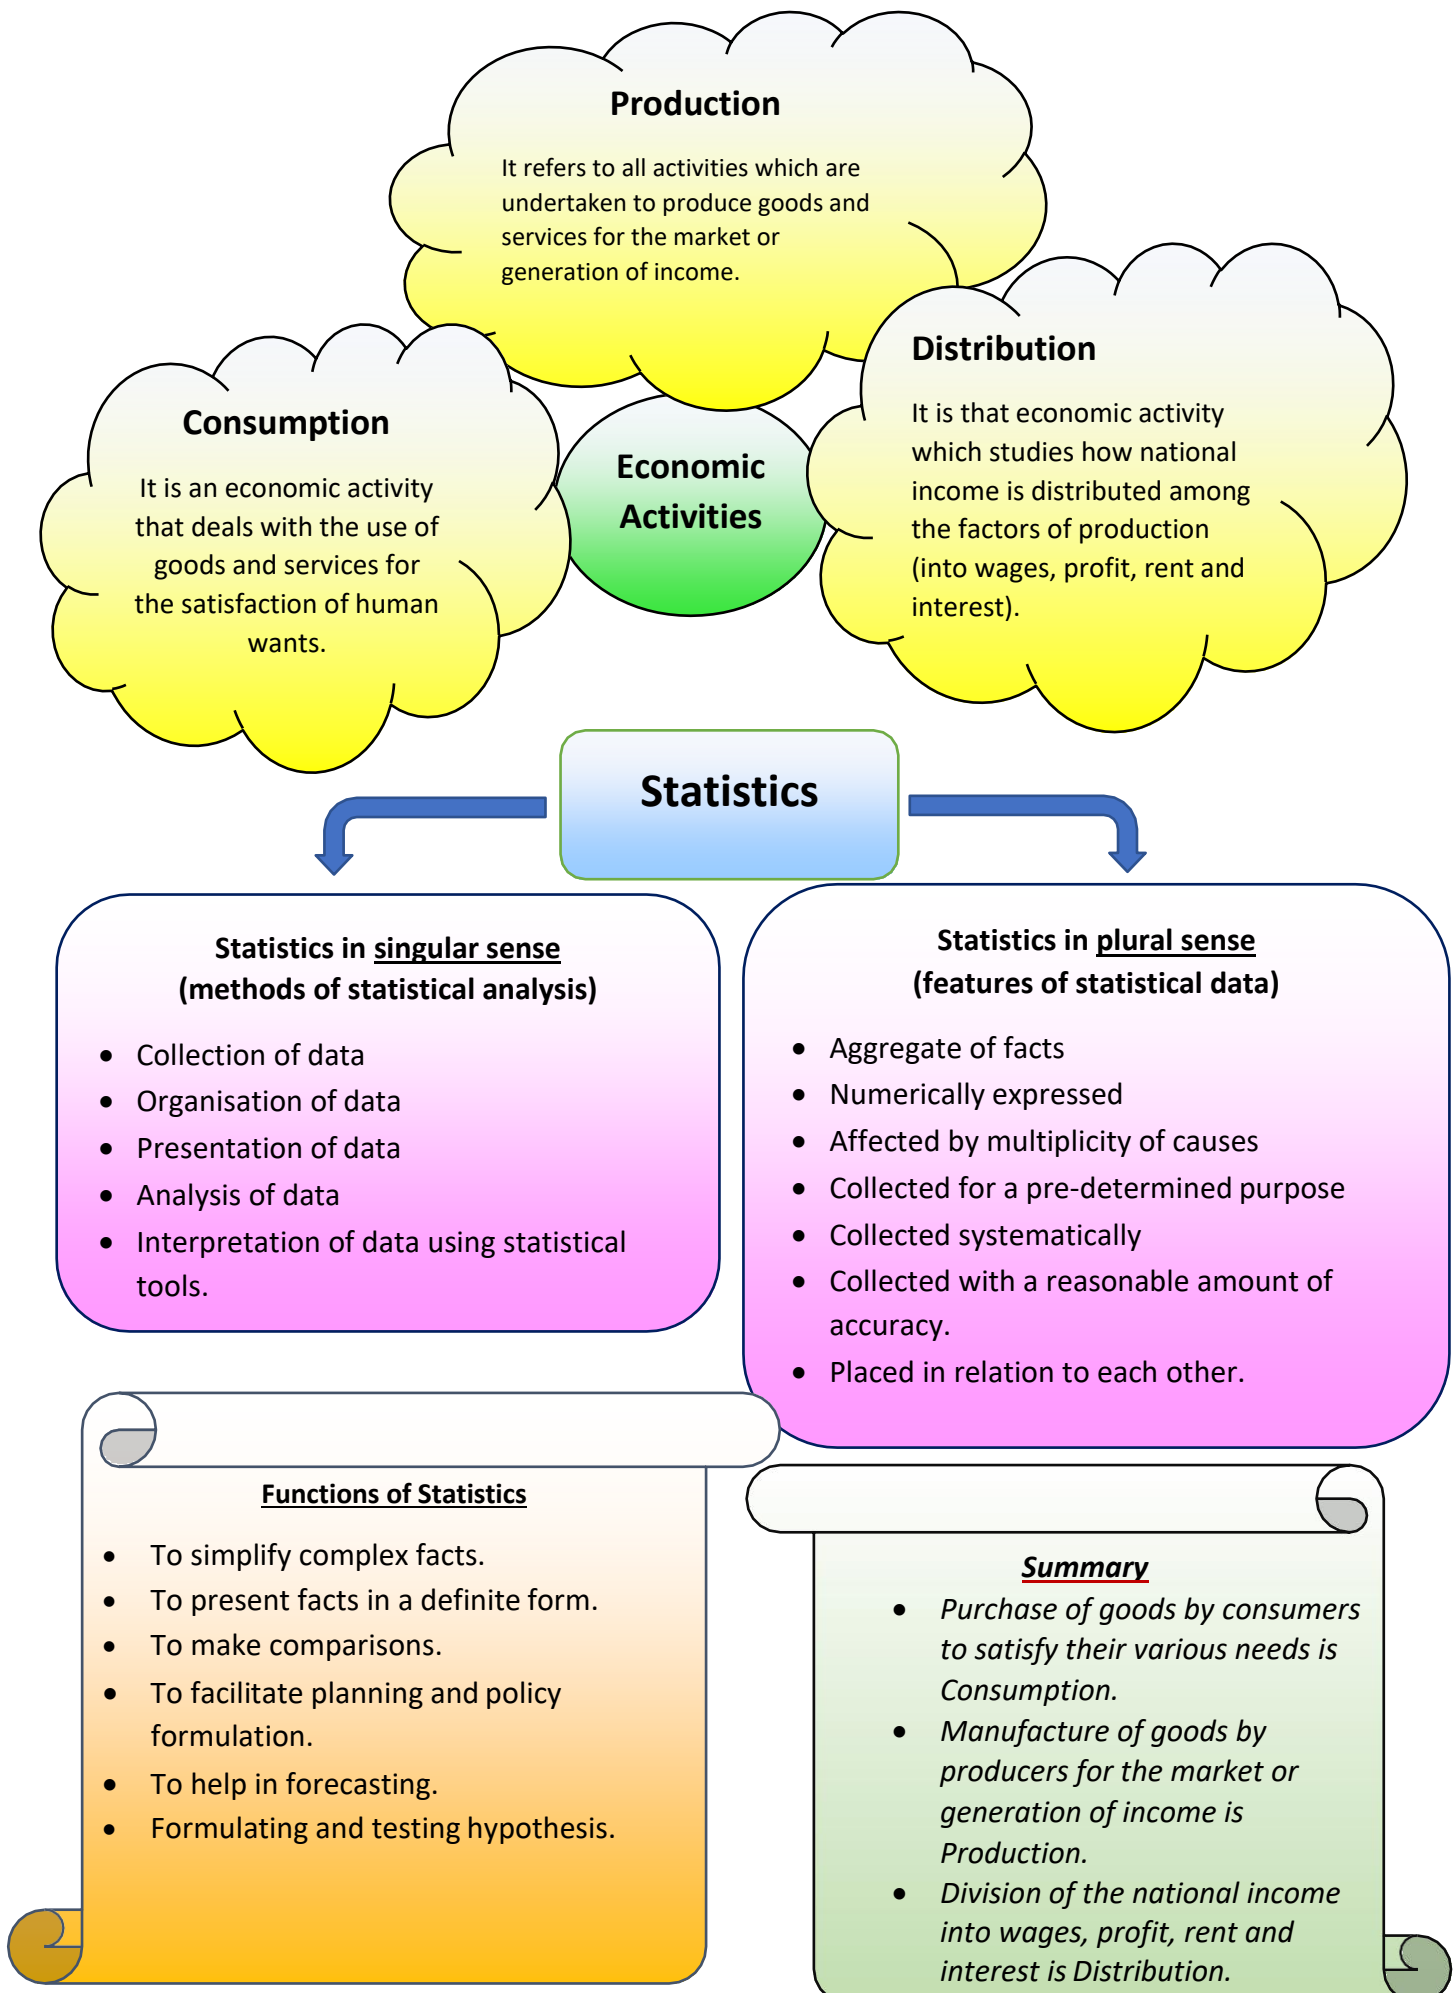 Production
It refers to all activities which are
undertaken to produce goods and
services for the market or
generation of income.
Distribution
It is that economic activity
which studies how national
income is distributed among
the factors of production
(into wages, profit, rent and
interest).
Consumption
It is an economic activity
that deals with the use of
goods and services for
the satisfaction of human
wants.
Economic
Activities
Statistics
Statistics in singular sense
(methods of statistical analysis)
• Collection of data
• Organisation of data
• Presentation of data
• Analysis of data
• Interpretation of data using statistical
tools.
Statistics in plural sense
(features of statistical data)
• Aggregate of facts
• Numerically expressed
• Affected by multiplicity of causes
• Collected for a pre-determined purpose
• Collected systematically
• Collected with a reasonable amount of
accuracy.
• Placed in relation to each other.
Functions of Statistics
• To simplify complex facts.
• To present facts in a definite form.
• To make comparisons.
• To facilitate planning and policy
formulation.
• To help in forecasting.
• Formulating and testing hypothesis.
Summary
• Purchase of goods by consumers
to satisfy their various needs is
Consumption.
• Manufacture of goods by
producers for the market or
generation of income is
Production.
• Division of the national income
into wages, profit, rent and
interest is Distribution.